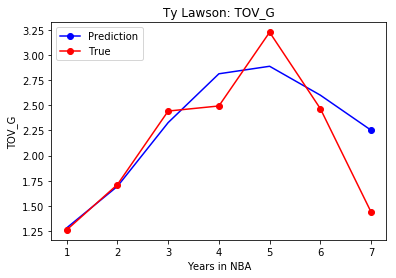 Ty Lawson: TOV_G
Prediction
True
3.25
3.00
2.75
2.50
2.25
2.00
1.75
1.50
1.25
TOV_G
1 2 3 4 5 6 7
Years in NBA